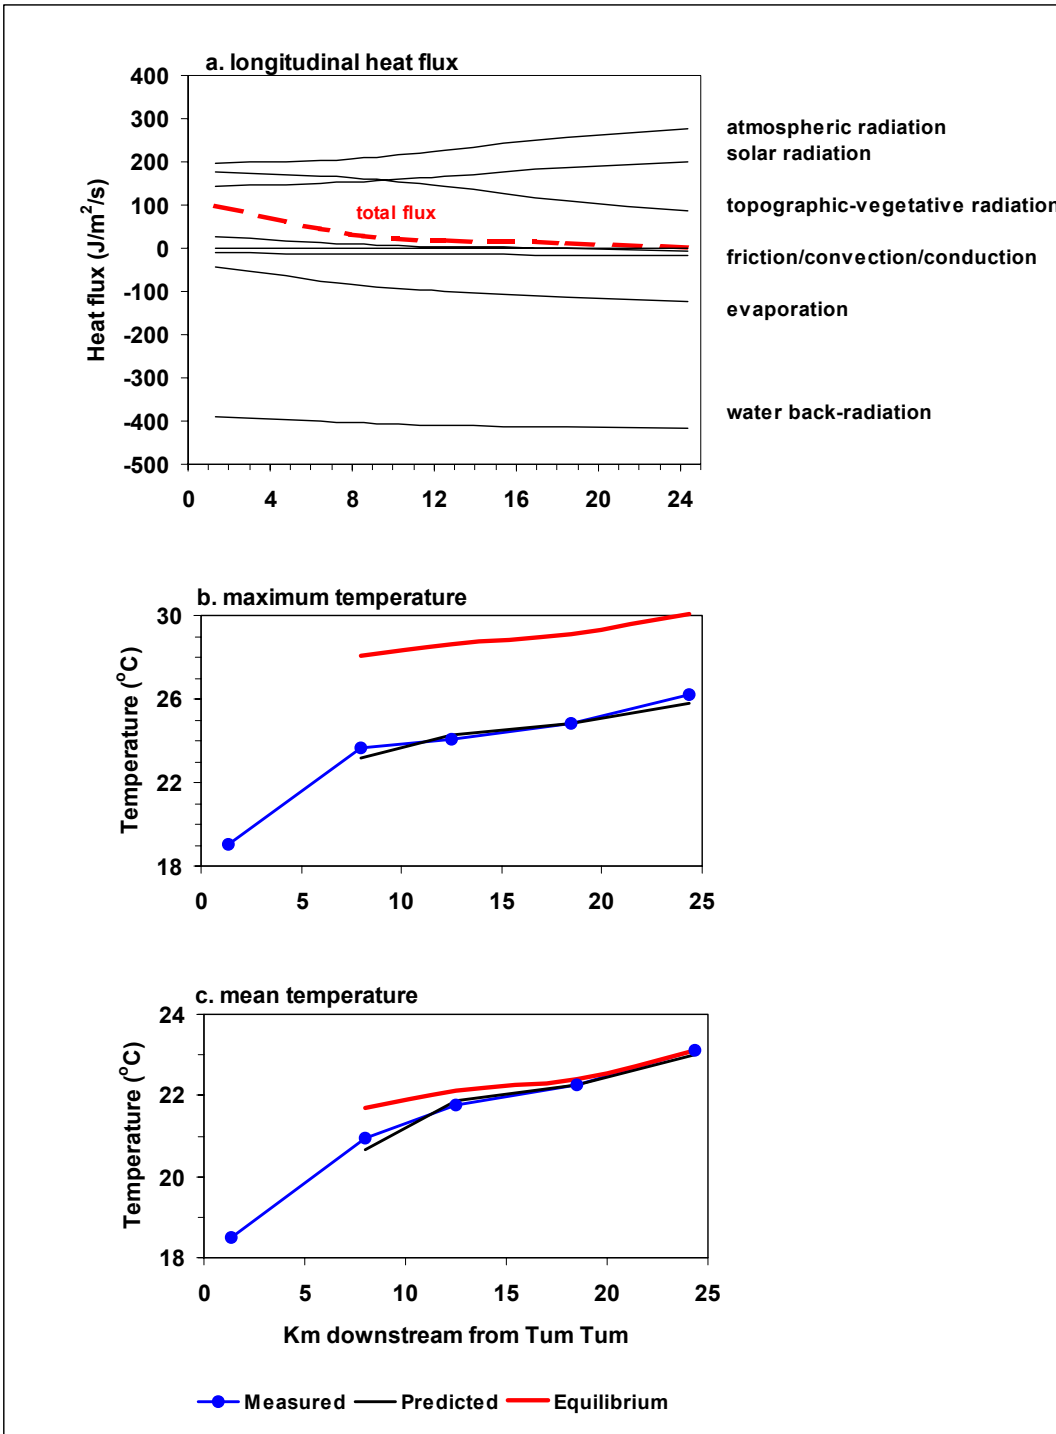 a. longitudinal heat flux
400
300
200
100
0
-100
-200
-300
-400
-500
Heat flux (J/m²/s)
total flux
atmospheric radiation
solar radiation
topographic-vegetative radiation
friction/convection/conduction
evaporation
water back-radiation
0 4 8 12 16 20 24
b. maximum temperature
30
26
22
18
Temperature (°C)
0 5 10 15 20 25
c. mean temperature
24
22
20
18
Temperature (°C)
0 5 10 15 20 25
Km downstream from Tum Tum
Measured Predicted Equilibrium